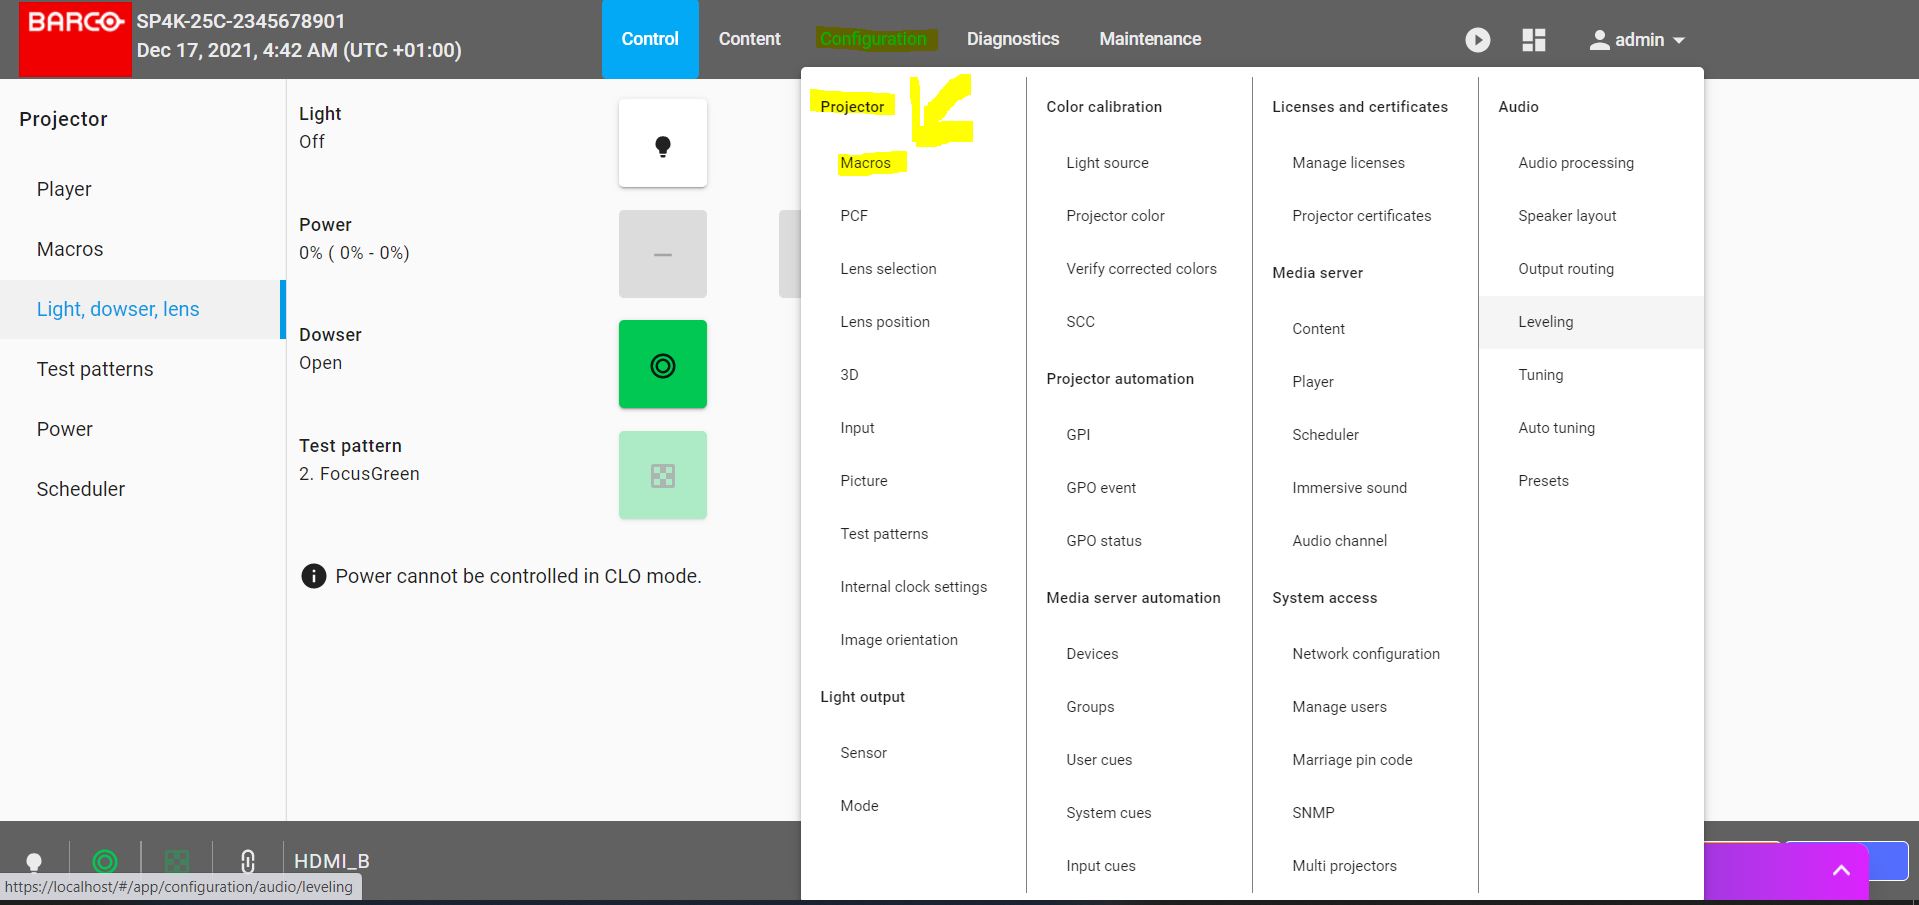 BARCO
SP4K-25C-2345678901
Dec 17, 2021, 4:42 AM (UTC +01:00)
Control
Content
Configuration
Diagnostics
Maintenance
admin
Projector
Player
Macros
Light, dowser, lens
Test patterns
Power
Scheduler
Light
Off
Power
0% ( 0% - 0%)
Dowser
Open
Test pattern
2. FocusGreen
Power cannot be controlled in CLO mode.
Projector
Macros
PCF
Lens selection
Lens position
3D
Input
Picture
Test patterns
Internal clock settings
Image orientation
Light output
Sensor
Mode
Color calibration
Light source
Projector color
Verify corrected colors
SCC
Projector automation
GPI
GPO event
GPO status
Media server automation
Devices
Groups
User cues
System cues
Input cues
Licenses and certificates
Manage licenses
Projector certificates
Media server
Content
Player
Scheduler
Immersive sound
Audio channel
System access
Network configuration
Manage users
Marriage pin code
SNMP
Multi projectors
Audio
Audio processing
Speaker layout
Output routing
Leveling
Tuning
Auto tuning
Presets
HDMI_B
https://localhost/#/app/configuration/audio/leveling